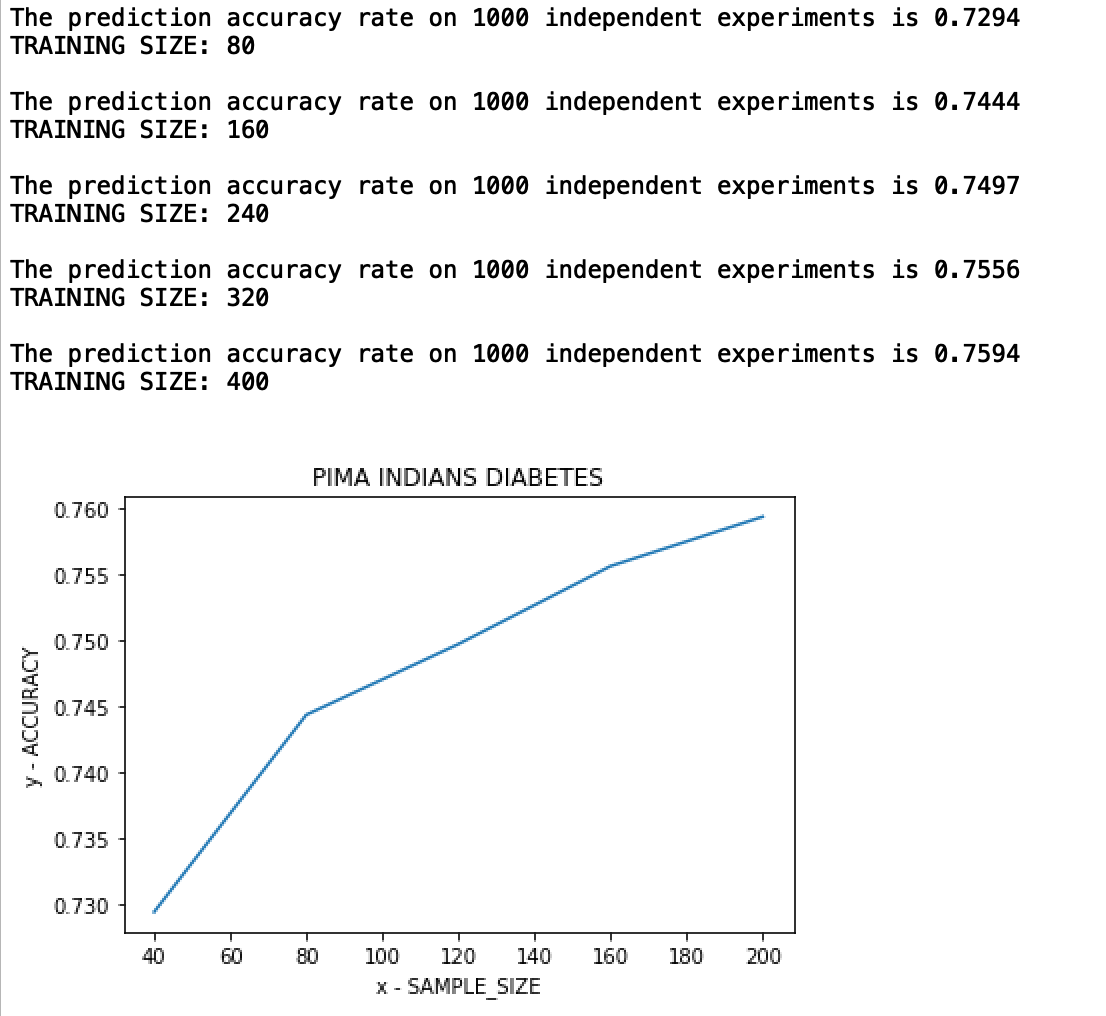 The prediction accuracy rate on 1000 independent experiments is 0.7294
TRAINING SIZE: 80
The prediction accuracy rate on 1000 independent experiments is 0.7444
TRAINING SIZE: 160
The prediction accuracy rate on 1000 independent experiments is 0.7497
TRAINING SIZE: 240
The prediction accuracy rate on 1000 independent experiments is 0.7556
TRAINING SIZE: 320
The prediction accuracy rate on 1000 independent experiments is 0.7594
TRAINING SIZE: 400
PIMA INDIANS DIABETES
y - ACCURACY
0.760
0.755
0.750
0.745
0.740
0.735
0.730
40 60 80 100 120 140 160 180 200
x - SAMPLE_SIZE